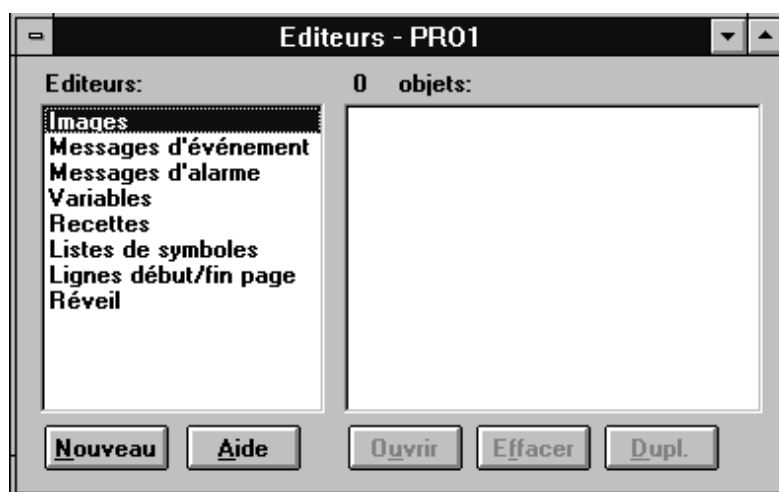 Editeurs - PRO1
Editeurs:
0 objets:
Images
Messages d'événement
Messages d'alarme
Variables
Recettes
Listes de symboles
Lignes début/fin page
Réveil
Nouveau Aide Ouvrir Effacer Dupl.